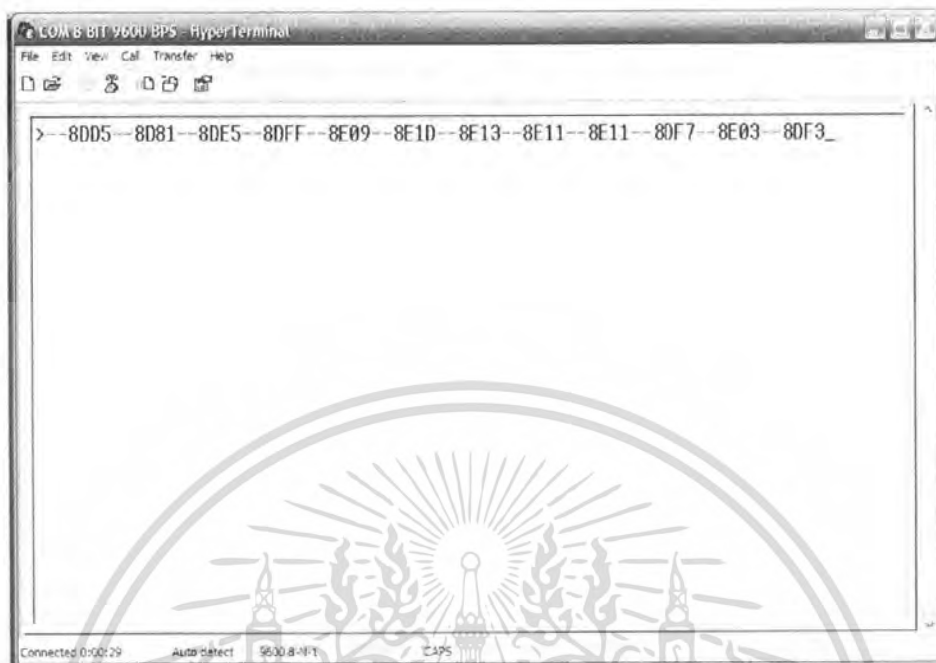 COM 8 BIT 9600 BPS - HyperTerminal
File Edit View Call Transfer Help
>--8DD5--8D81--8DE5--8DFF--8E09--8E1D--8E13--8E11--8E11--8DF7--8E03--8DF3_
Connected 0:00:29 Auto detect 9600 8-N-1 CAPS